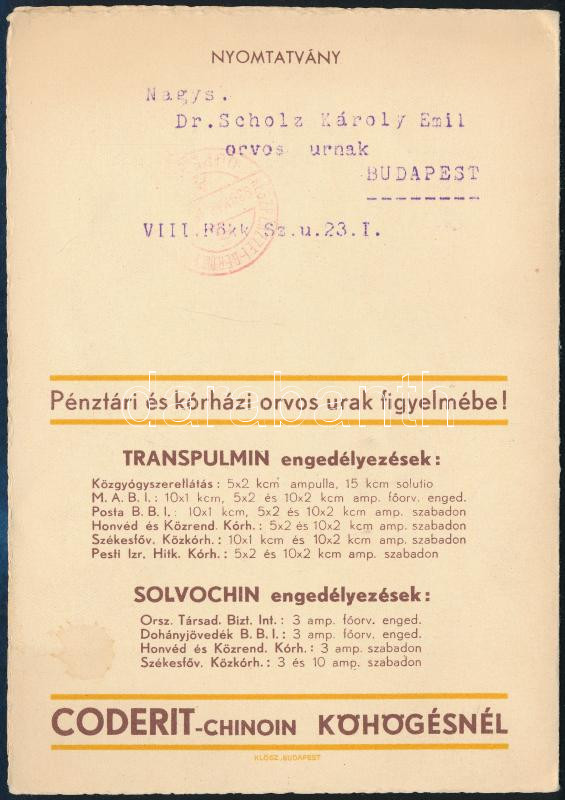 NYOMTATVÁNY
Nagys.
Dr.Scholz Károly Emil
orvos urnak
BUDAPEST
VIII.Rökk Sz.u.23.I.
darabanth
Pénztári és kórházi orvos urak figyelmébe!
TRANSPULMIN engedélyezések:
Közgyógyszerellátás: 5x2 kcm ampulla, 15 kcm solutio
M. A. B. I.: 10x1 kcm, 5x2 és 10x2 kcm amp. főorv. enged.
Posta B. B. I.: 10x1 kcm, 5x2 és 10x2 kcm amp. szabadon
Honvéd és Közrend. Kórh.: 5x2 és 10x2 kcm amp. szabadon
Székesfőv. Közkórh.: 10x1 kcm és 10x2 kcm amp. szabadon
Pesti Izr. Hitk. Kórh.: 5x2 és 10x2 kcm amp. szabadon
SOLVOCHIN engedélyezések:
Orsz. Társad. Bizt. Int.: 3 amp. főorv. enged.
Dohányjövedék B. B. I.: 3 amp. főorv. enged.
Honvéd és Közrend. Kórh.: 3 amp. szabadon
Székesfőv. Közkórh.: 3 és 10 amp. szabadon
CODERIT-CHINOIN KÖHÖGÉSNÉL
KLÖSZ, BUDAPEST